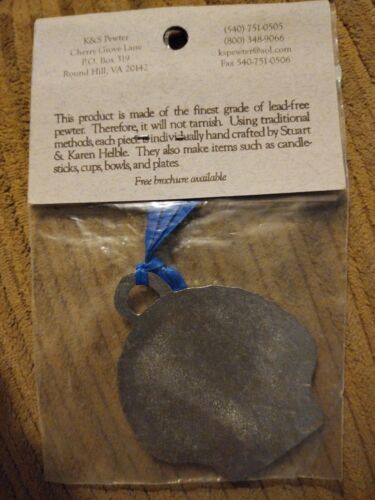 K&S Pewter
Cherry Grove Lane
P.O. Box 319
Round Hill, VA 20142
(540)-751-0505
(800) 348-9066
kspewter@aol.com
Fax 540-751-0506
This product is made of the finest grade of lead-free
pewter. Therefore, it will not tarnish. Using traditional
methods, each piece is individually hand crafted by Stuart
& Karen Helble. They also make items such as candle-
sticks, cups, bowls, and plates.
Free brochure available